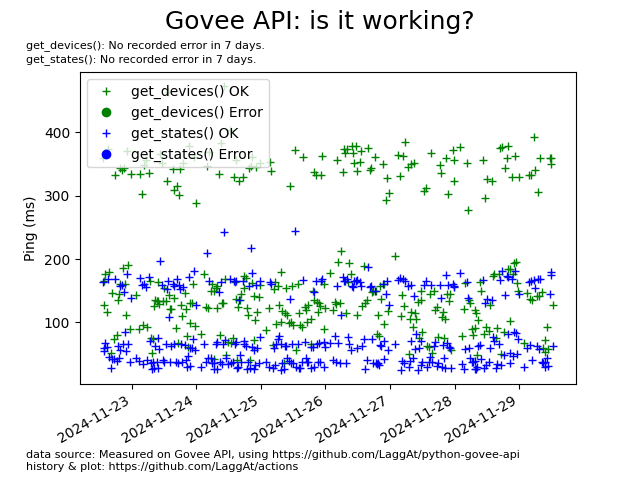 Govee API: is it working?
get_devices(): No recorded error in 7 days.
get_states(): No recorded error in 7 days.
get_devices() OK
get_devices() Error
get_states() OK
get_states() Error
Ping (ms)
400
300
200
100
2024-11-23
2024-11-24
2024-11-25
2024-11-26
2024-11-27
2024-11-28
2024-11-29
data source: Measured on Govee API, using https://github.com/LaggAt/python-govee-api
history & plot: https://github.com/LaggAt/actions